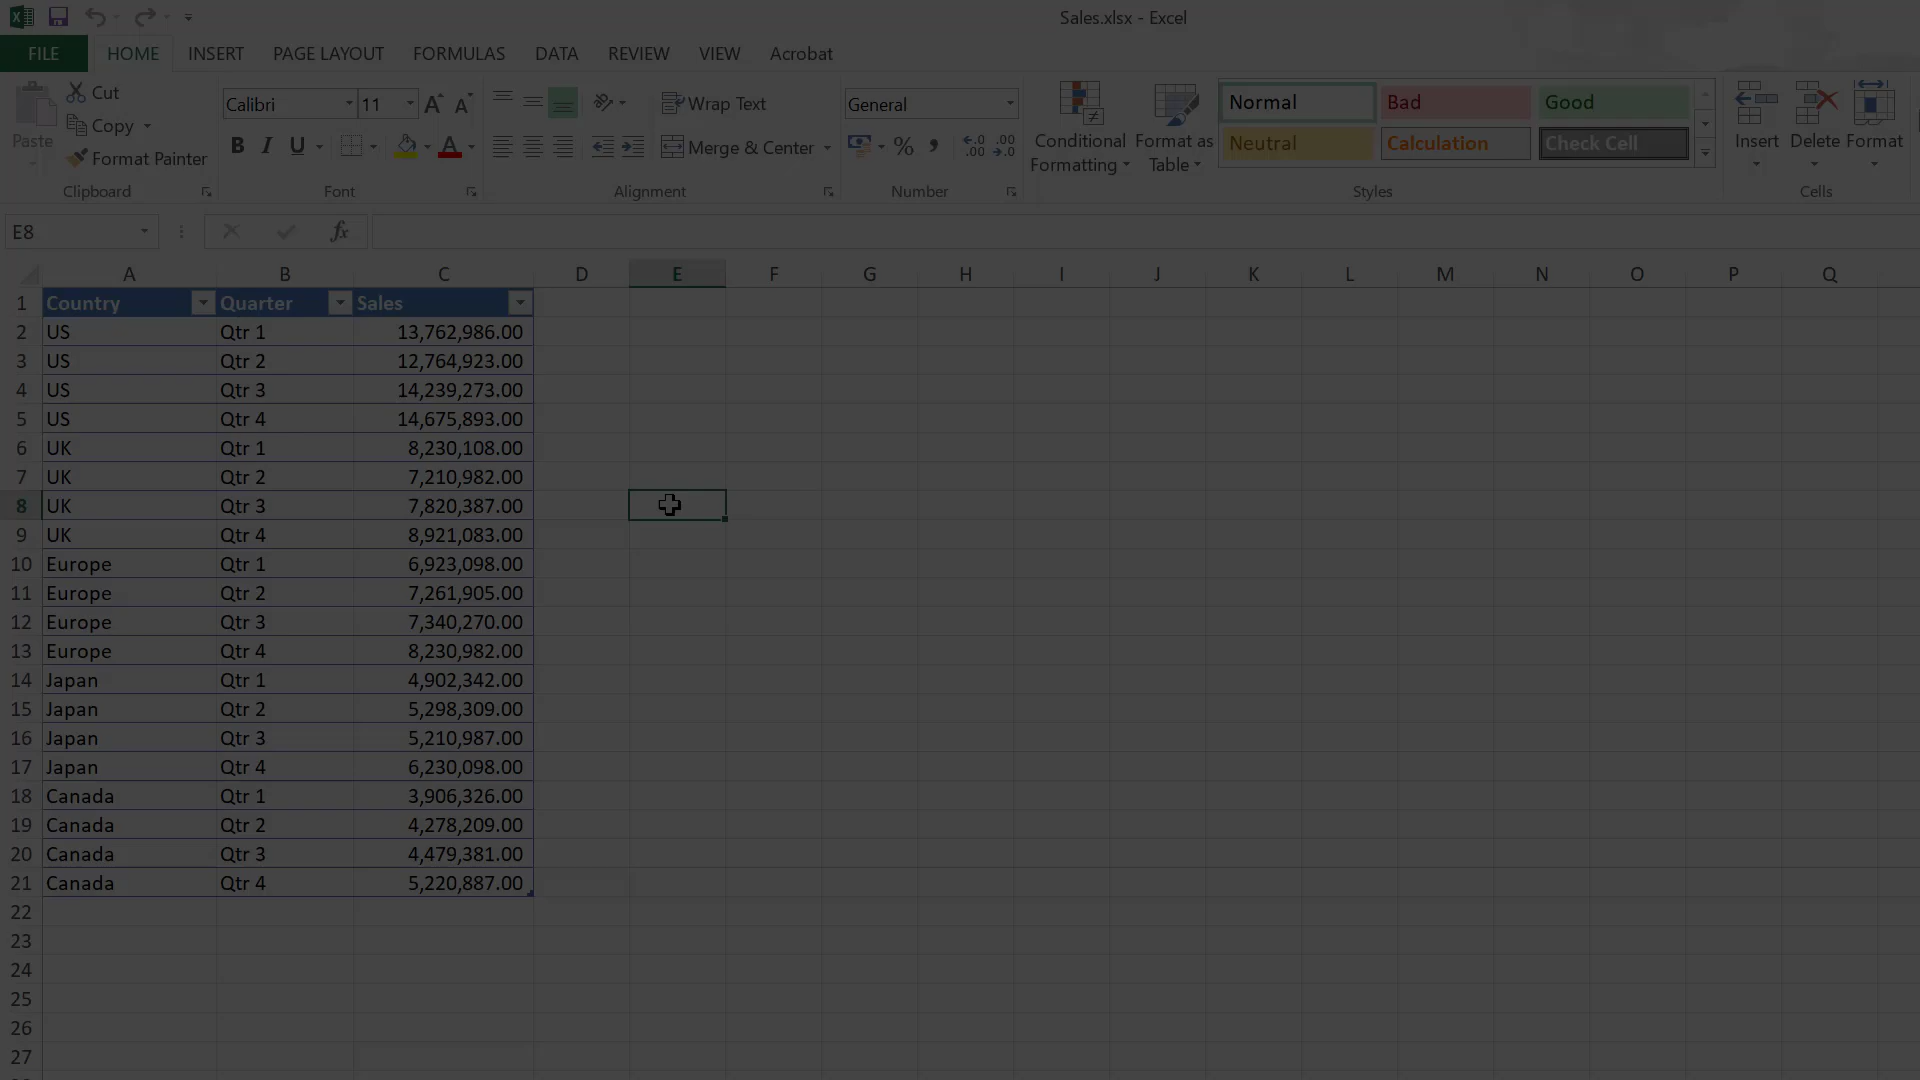 Sales.xlsx - Excel
FILE HOME INSERT PAGE LAYOUT FORMULAS DATA REVIEW VIEW Acrobat
Paste
Cut
Copy
Format Painter
Clipboard
Calibri 11
B I U
Font
Wrap Text
Merge & Center
Alignment
General
% ,
Number
Conditional Formatting
Format as Table
Normal Bad Good
Neutral Calculation Check Cell
Styles
Insert Delete Format
Cells
E8 fx
A B C D E F G H I J K L M N O P Q
1 Country Quarter Sales
2 US Qtr 1 13,762,986.00
3 US Qtr 2 12,764,923.00
4 US Qtr 3 14,239,273.00
5 US Qtr 4 14,675,893.00
6 UK Qtr 1 8,230,108.00
7 UK Qtr 2 7,210,982.00
8 UK Qtr 3 7,820,387.00
9 UK Qtr 4 8,921,083.00
10 Europe Qtr 1 6,923,098.00
11 Europe Qtr 2 7,261,905.00
12 Europe Qtr 3 7,340,270.00
13 Europe Qtr 4 8,230,982.00
14 Japan Qtr 1 4,902,342.00
15 Japan Qtr 2 5,298,309.00
16 Japan Qtr 3 5,210,987.00
17 Japan Qtr 4 6,230,098.00
18 Canada Qtr 1 3,906,326.00
19 Canada Qtr 2 4,278,209.00
20 Canada Qtr 3 4,479,381.00
21 Canada Qtr 4 5,220,887.00
22
23
24
25
26
27